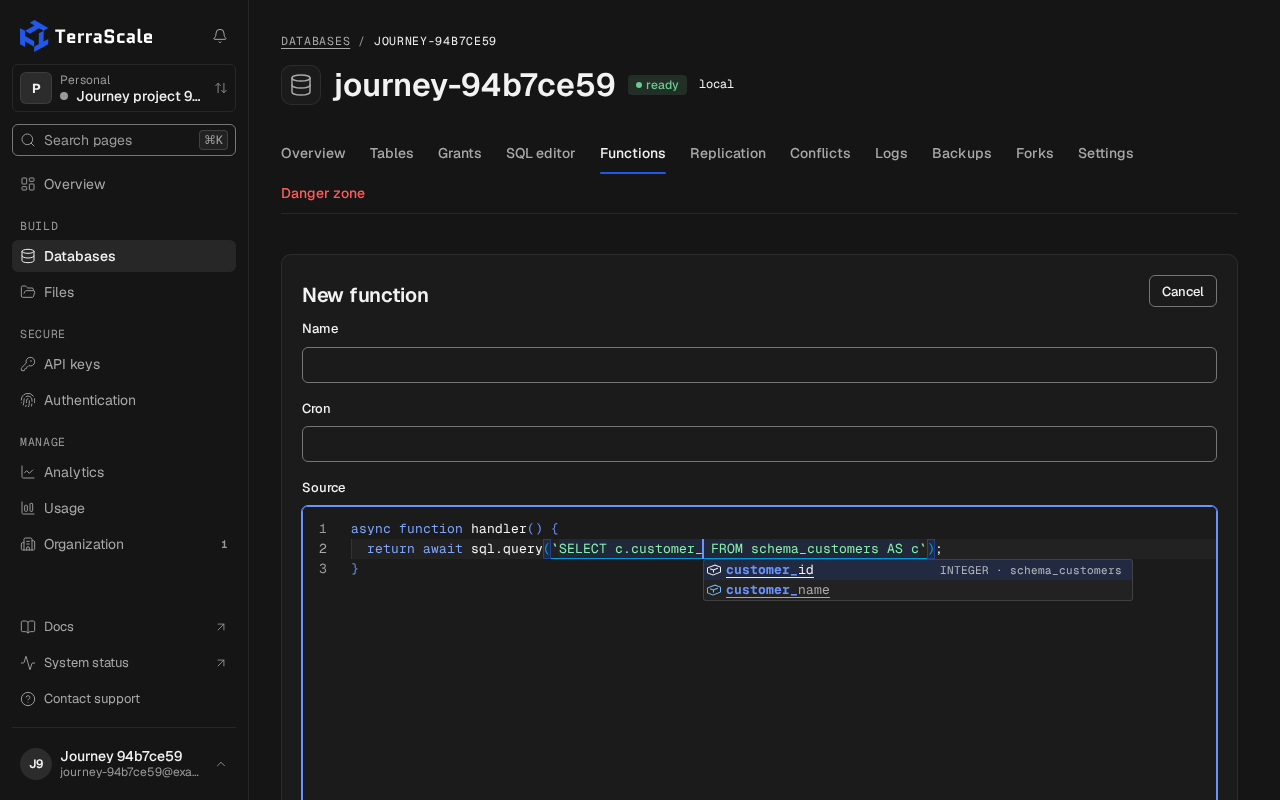 TerraScale
P
Personal
Journey project 9...
Search pages
⌘K
Overview
BUILD
Databases
Files
SECURE
API keys
Authentication
MANAGE
Analytics
Usage
Organization
1
Docs
System status
Contact support
J9
Journey 94b7ce59
journey-94b7ce59@exa...
DATABASES / JOURNEY-94B7CE59
journey-94b7ce59
ready
local
Overview
Tables
Grants
SQL editor
Functions
Replication
Conflicts
Logs
Backups
Forks
Settings
Danger zone
New function
Cancel
Name
Cron
Source
1 async function handler() {
2 return await sql.query(`SELECT c.customer_ FROM schema_customers AS c`);
3 }
customer_id INTEGER · schema_customers
customer_name